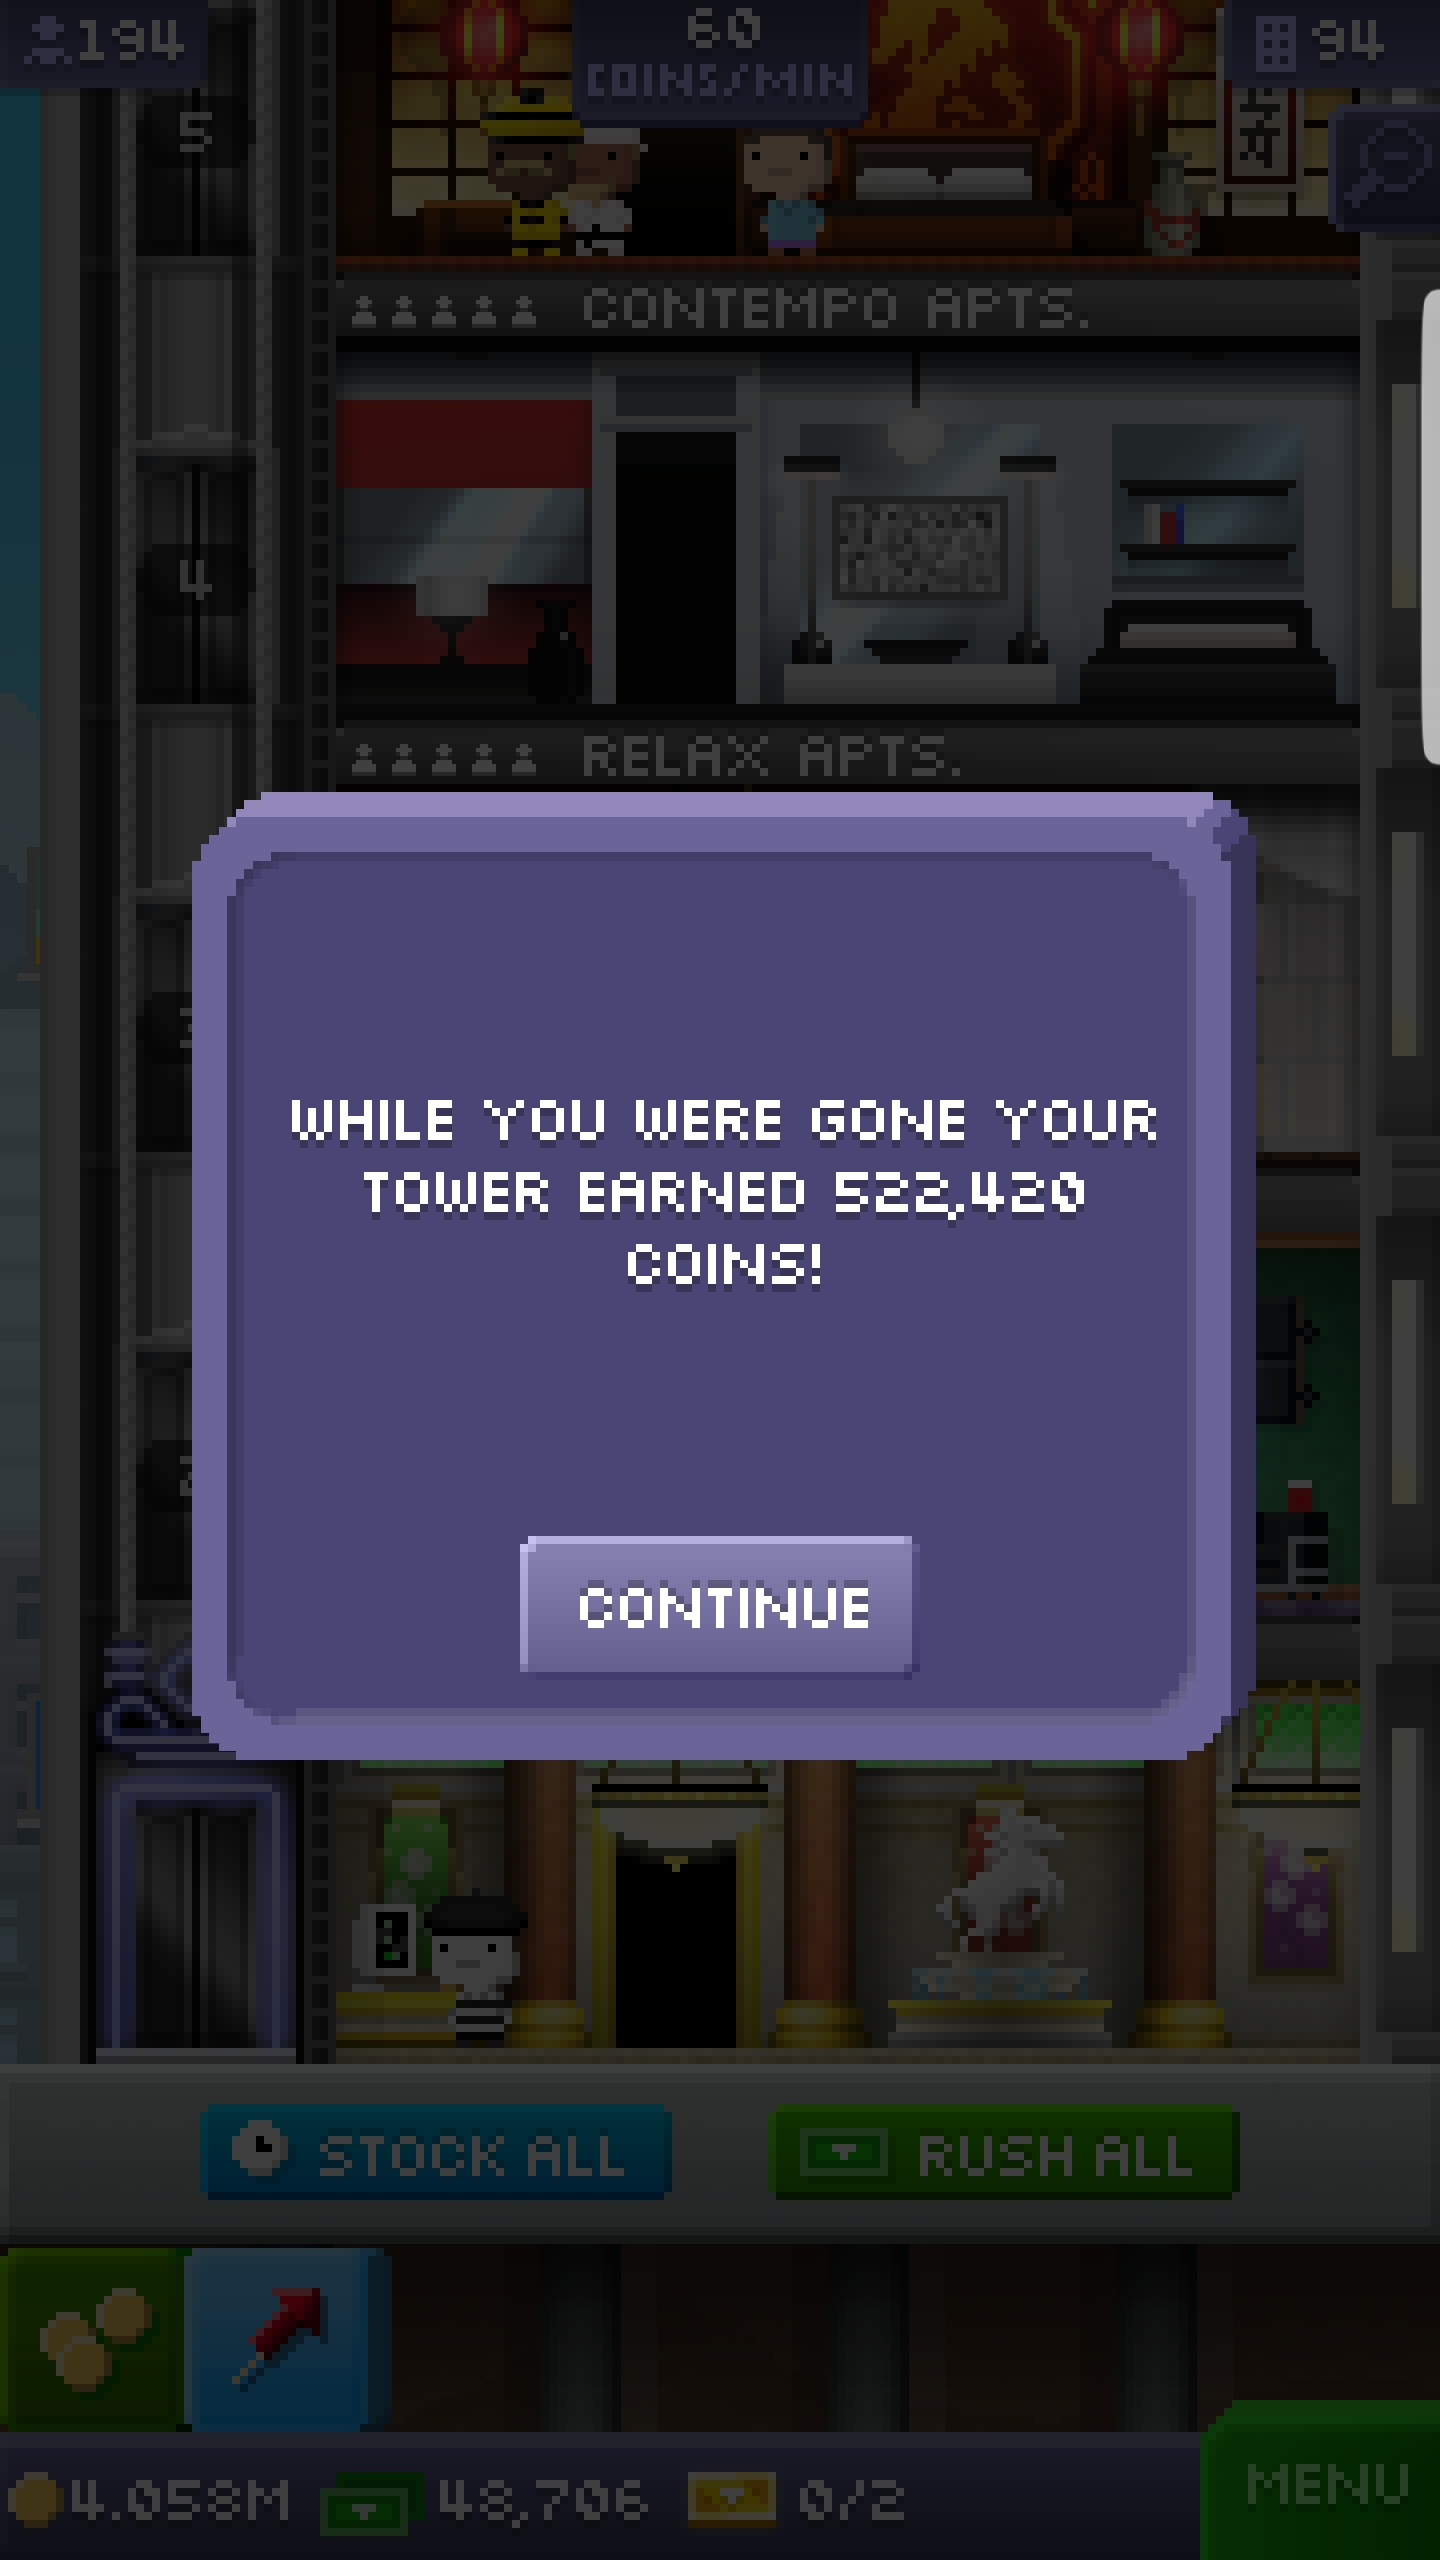 194
60
COINS/MIN
94
5
CONTEMPO APTS.
4
RELAX APTS.
WHILE YOU WERE GONE YOUR
TOWER EARNED 522,420
COINS!
CONTINUE
STOCK ALL
RUSH ALL
4.058M
48,706
0/2
MENU